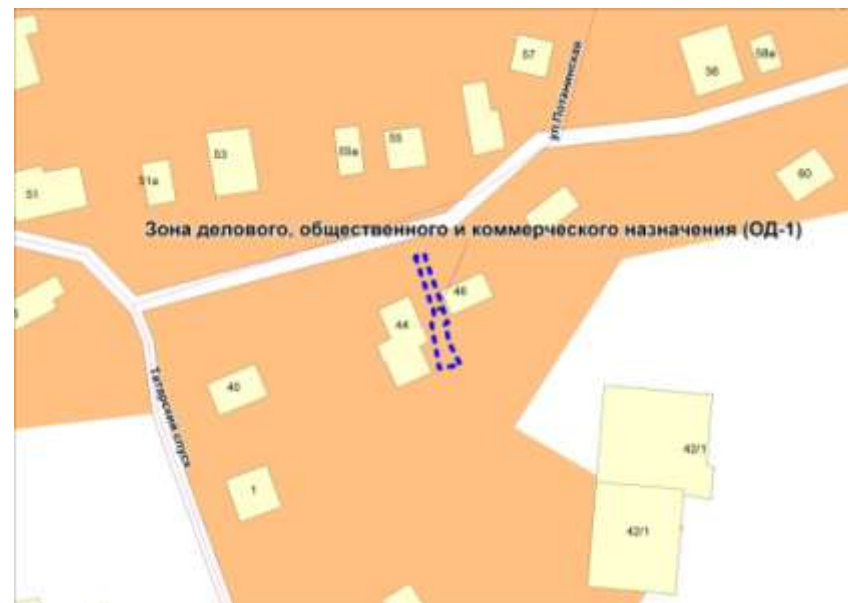 57
58а
56
ул.Потанинская
55
55а
53
51а
51
60
Зона делового, общественного и коммерческого назначения (ОД-1)
46
44
40
Татарский спуск
42/1
1
42/1